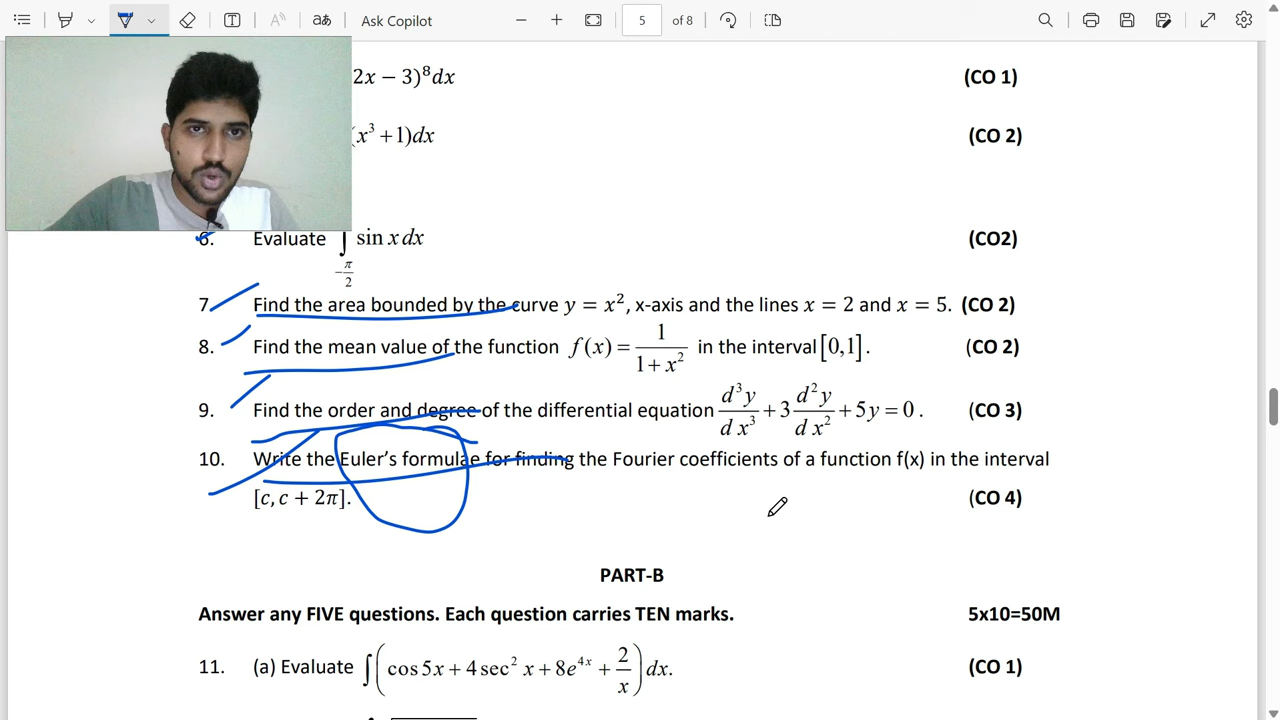 aあ A Ask Copilot 5 of 8
2x − 3)⁸dx (CO 1)
(x³ + 1)dx (CO 2)
6. Evaluate ∫_{-π/2} sin x dx (CO2)
7. Find the area bounded by the curve y = x², x-axis and the lines x = 2 and x = 5. (CO 2)
8. Find the mean value of the function f(x) = 1/(1+x²) in the interval [0,1]. (CO 2)
9. Find the order and degree of the differential equation d³y/dx³ + 3 d²y/dx² + 5y = 0. (CO 3)
10. Write the Euler's formulae for finding the Fourier coefficients of a function f(x) in the interval
[c, c + 2π]. (CO 4)
PART-B
Answer any FIVE questions. Each question carries TEN marks. 5x10=50M
11. (a) Evaluate ∫(cos 5x + 4 sec² x + 8e^{4x} + 2/x) dx. (CO 1)